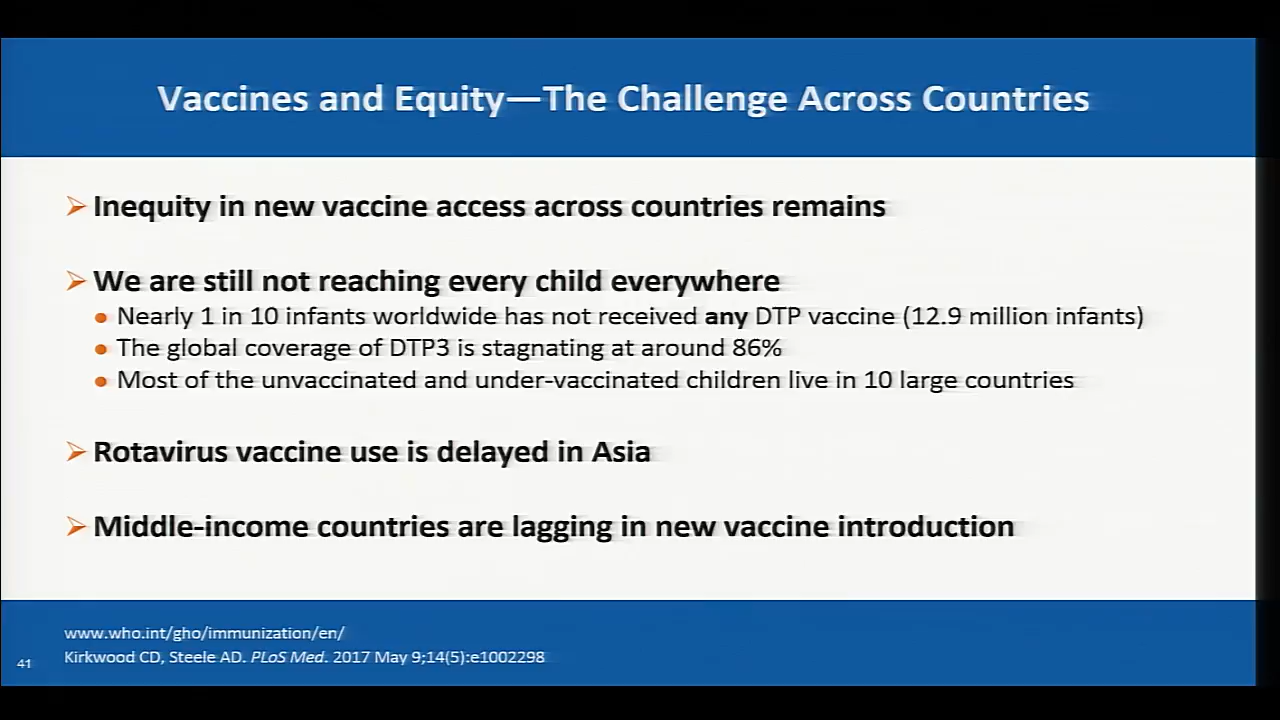 Vaccines and Equity—The Challenge Across Countries
Inequity in new vaccine access across countries remains
We are still not reaching every child everywhere
Nearly 1 in 10 infants worldwide has not received any DTP vaccine (12.9 million infants)
The global coverage of DTP3 is stagnating at around 86%
Most of the unvaccinated and under-vaccinated children live in 10 large countries
Rotavirus vaccine use is delayed in Asia
Middle-income countries are lagging in new vaccine introduction
www.who.int/gho/immunization/en/
Kirkwood CD, Steele AD. PLoS Med. 2017 May 9;14(5):e1002298
41